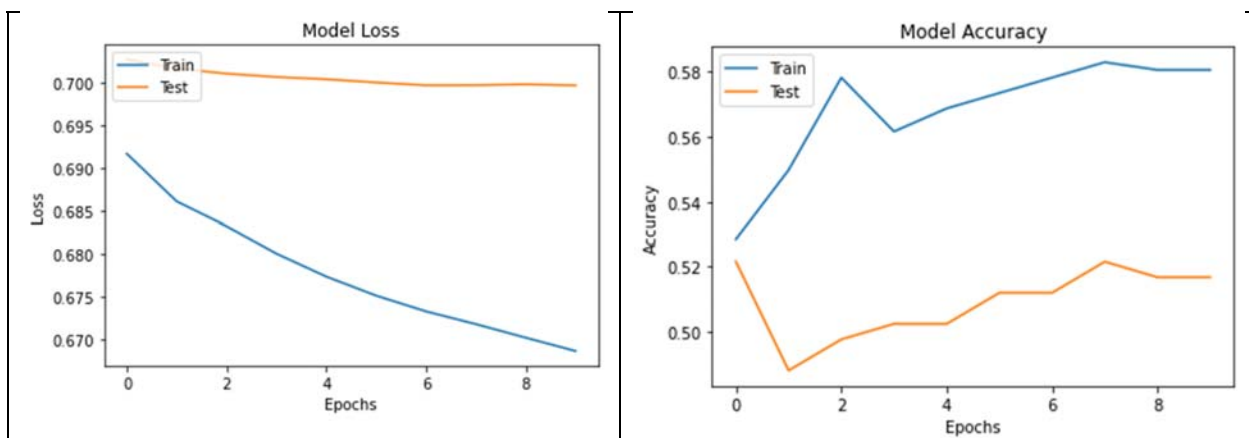 Model Loss
Train
Test
0.700
0.695
0.690
0.685
0.680
0.675
0.670
Loss
0 2 4 6 8
Epochs
Model Accuracy
Train
Test
0.58
0.56
0.54
0.52
0.50
Accuracy
0 2 4 6 8
Epochs